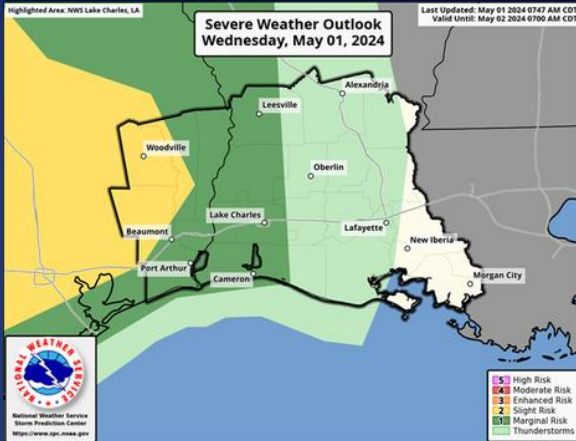 Highlighted Area: NWS Lake Charles, LA
Severe Weather Outlook
Wednesday, May 01, 2024
Last Updated: May 01 2024 0747 AM CDT
Valid Until: May 02 2024 0700 AM CDT
Alexandria
Leesville
Woodville
Oberlin
Lake Charles
Lafayette
Beaumont
New Iberia
Port Arthur
Cameron
Morgan City
NATIONAL WEATHER SERVICE
National Weather Service
Storm Prediction Center
https://www.spc.noaa.gov
5 High Risk
4 Moderate Risk
3 Enhanced Risk
2 Slight Risk
1 Marginal Risk
Thunderstorms